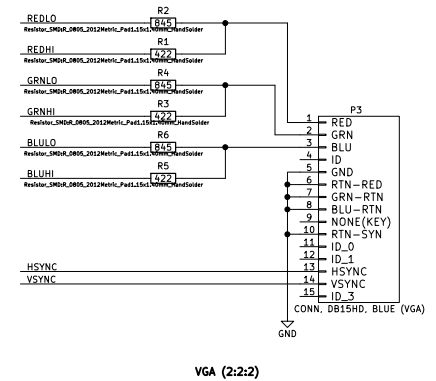 R2
REDLO
845
Resistor_SMD:R_0805_2012Metric_Pad1.15x1.40mm_HandSolder
R1
REDHI
422
Resistor_SMD:R_0805_2012Metric_Pad1.15x1.40mm_HandSolder
R4
GRNLO
845
Resistor_SMD:R_0805_2012Metric_Pad1.15x1.40mm_HandSolder
R3
GRNHI
422
Resistor_SMD:R_0805_2012Metric_Pad1.15x1.40mm_HandSolder
R6
BLULO
845
Resistor_SMD:R_0805_2012Metric_Pad1.15x1.40mm_HandSolder
R5
BLUHI
422
Resistor_SMD:R_0805_2012Metric_Pad1.15x1.40mm_HandSolder
HSYNC
VSYNC
P3
1 RED
2 GRN
3 BLU
4 ID
5 GND
6 RTN-RED
7 GRN-RTN
8 BLU-RTN
9 NONE(KEY)
10 RTN-SYN
11 ID_0
12 ID_1
13 HSYNC
14 VSYNC
15 ID_3
CONN, DB15HD, BLUE (VGA)
GND
VGA (2:2:2)